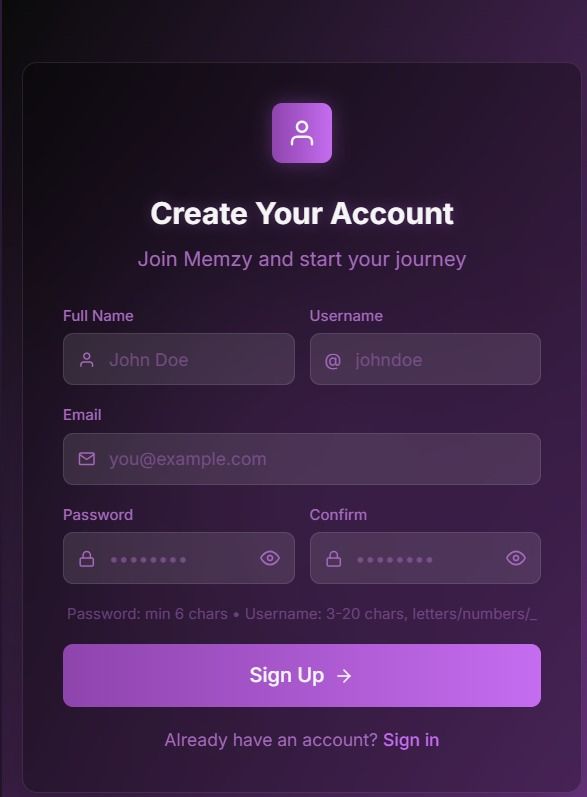 Create Your Account
Join Memzy and start your journey
Full Name Username
John Doe @ johndoe
Email
you@example.com
Password Confirm
•••••••• ••••••••
Password: min 6 chars • Username: 3-20 chars, letters/numbers/_
Sign Up →
Already have an account? Sign in